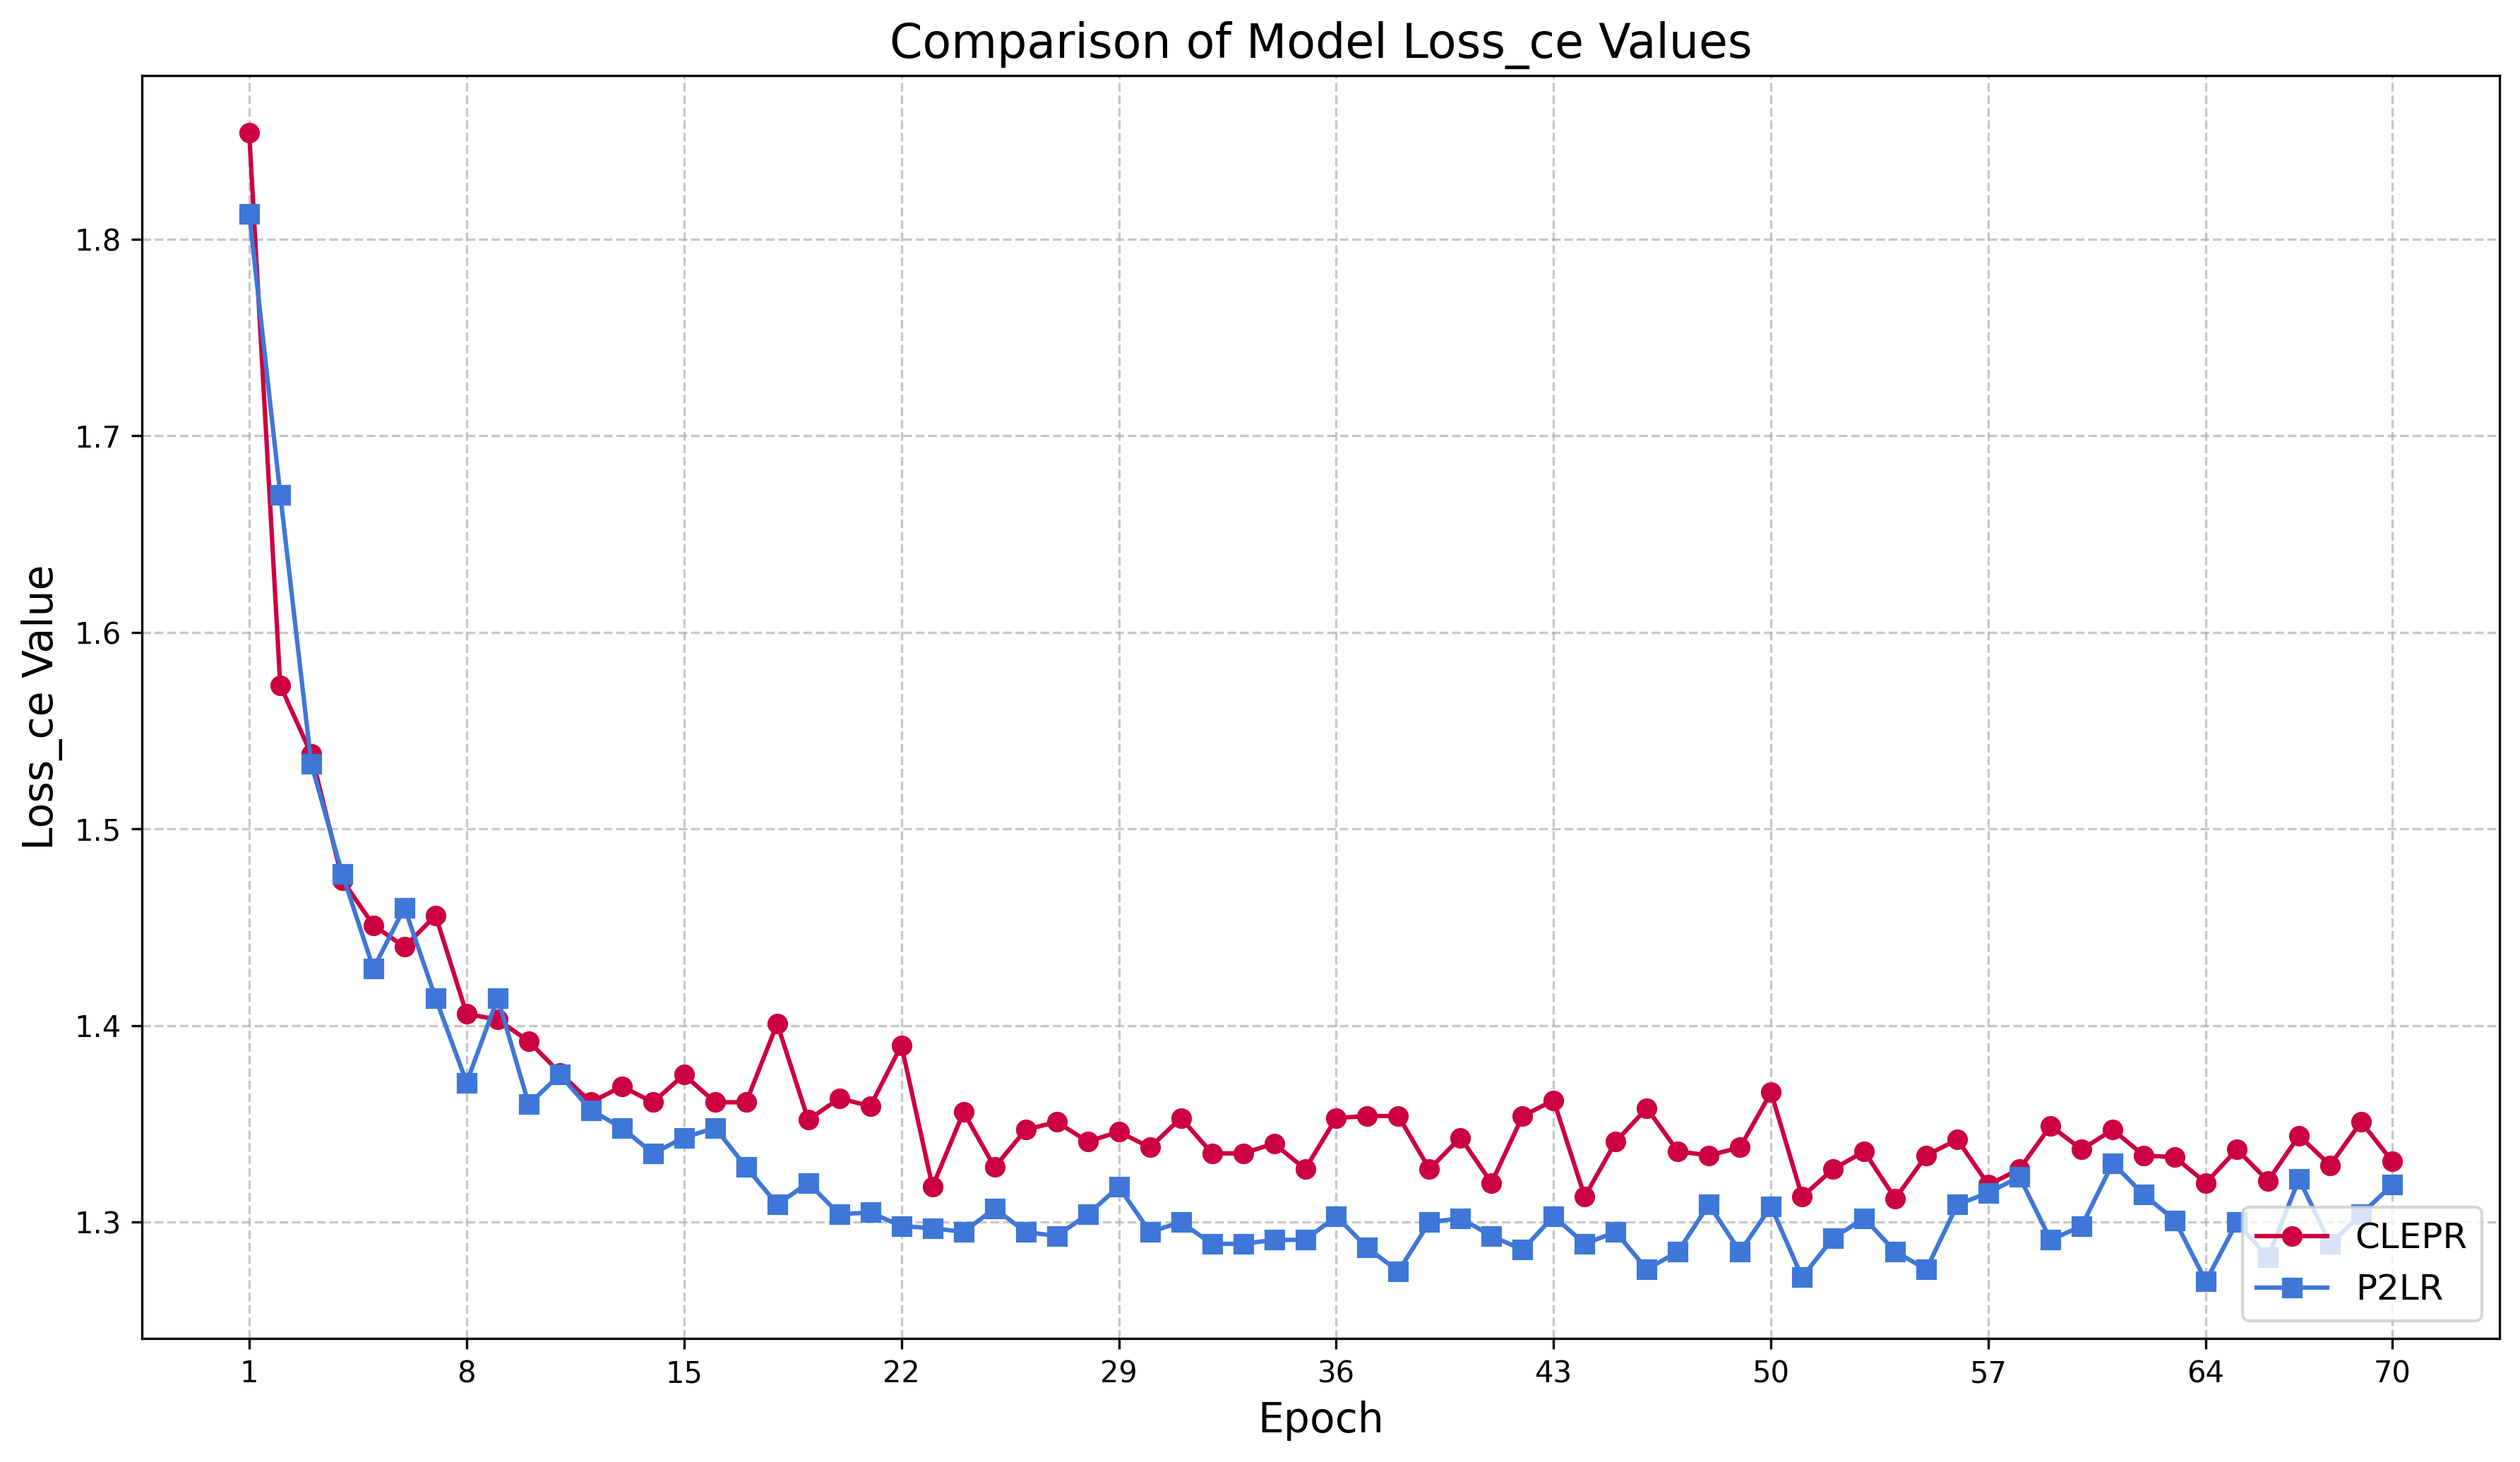 Comparison of Model Loss_ce Values
Loss_ce Value
1.8
1.7
1.6
1.5
1.4
1.3
1 8 15 22 29 36 43 50 57 64 70
Epoch
CLEPR
P2LR